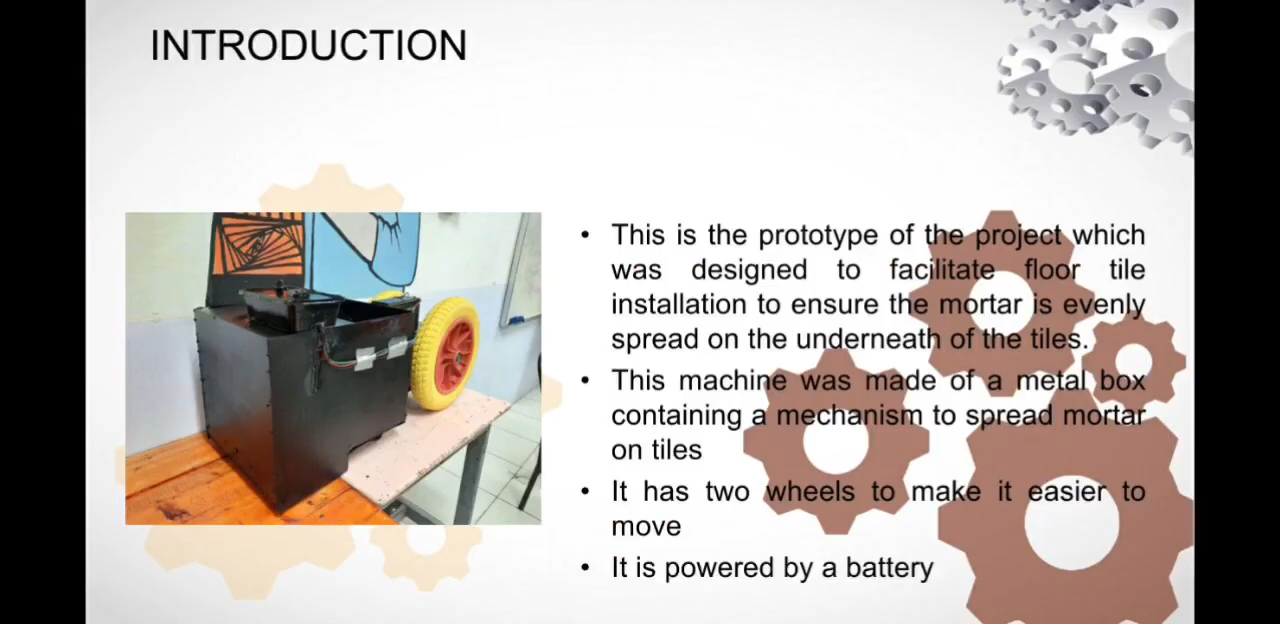 INTRODUCTION
• This is the prototype of the project which
was designed to facilitate floor tile
installation to ensure the mortar is evenly
spread on the underneath of the tiles.
• This machine was made of a metal box
containing a mechanism to spread mortar
on tiles
• It has two wheels to make it easier to
move
• It is powered by a battery